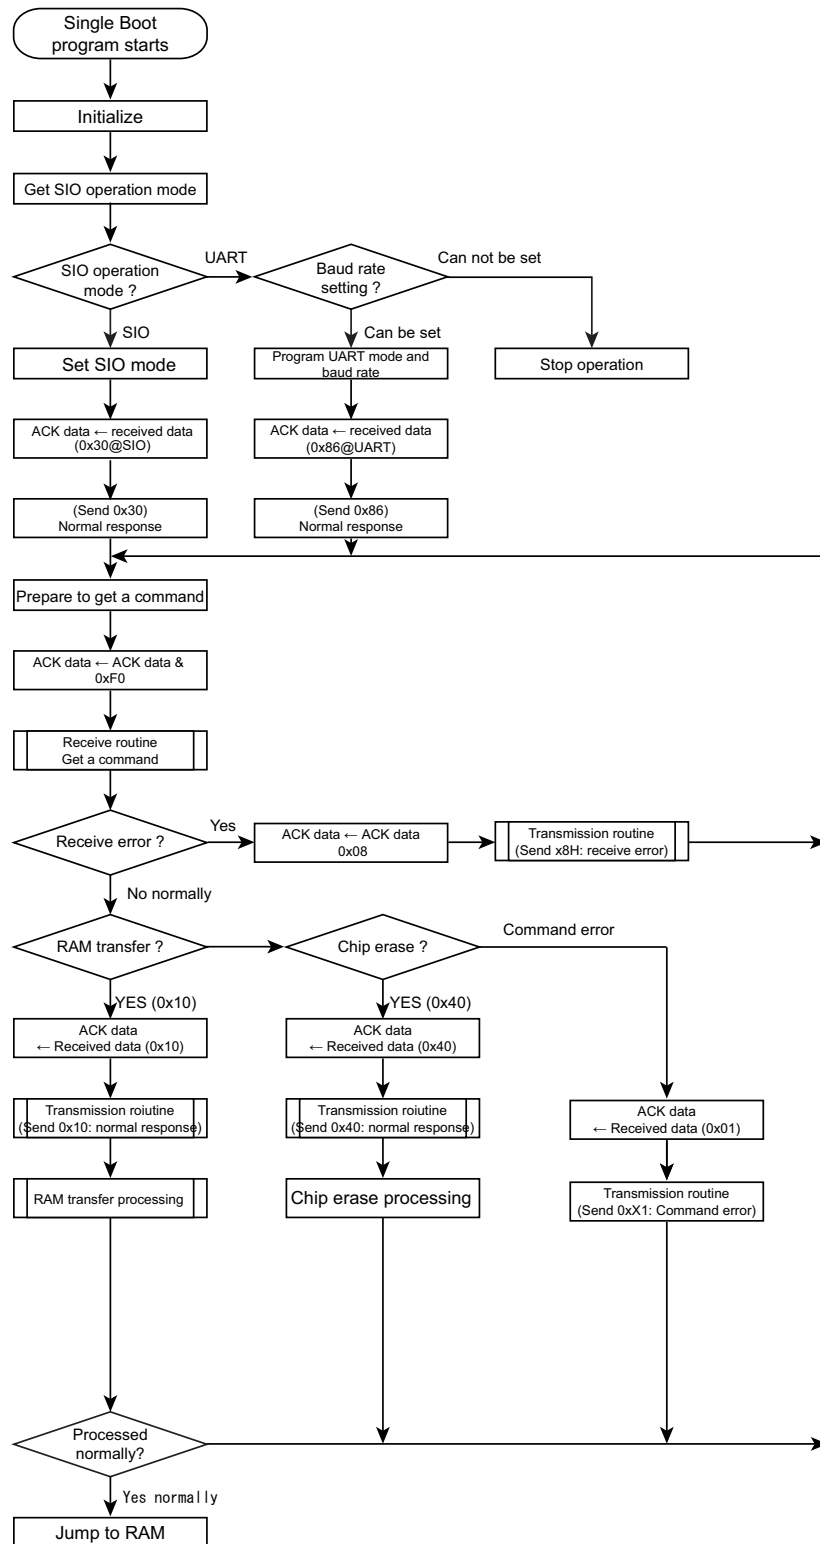 Single Boot
program starts
Initialize
Get SIO operation mode
SIO operation
mode ?
UART
Baud rate
setting ?
Can not be set
SIO
Can be set
Set SIO mode
Program UART mode and
baud rate
Stop operation
ACK data ← received data
(0x30@SIO)
ACK data ← received data
(0x86@UART)
(Send 0x30)
Normal response
(Send 0x86)
Normal response
Prepare to get a command
ACK data ← ACK data &
0xF0
Receive routine
Get a command
Receive error ?
Yes
ACK data ← ACK data
0x08
Transmission routine
(Send x8H: receive error)
No normally
RAM transfer ?
Chip erase ?
Command error
YES (0x10)
YES (0x40)
ACK data
← Received data (0x10)
ACK data
← Received data (0x40)
Transmission roiutine
(Send 0x10: normal response)
Transmission roiutine
(Send 0x40: normal response)
ACK data
← Received data (0x01)
RAM transfer processing
Chip erase processing
Transmission routine
(Send 0xX1: Command error)
Processed
normally?
Yes normally
Jump to RAM